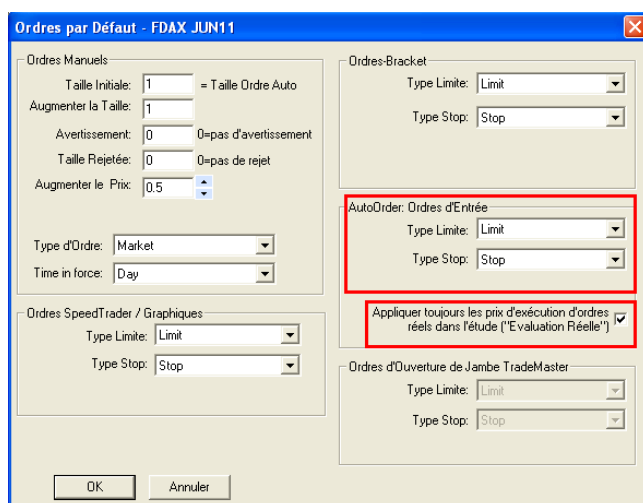 Ordres par Défaut - FDAX JUN11
Ordres Manuels
Taille Initiale: 1 = Taille Ordre Auto
Augmenter la Taille: 1
Avertissement: 0 0=pas d'avertissement
Taille Rejetée: 0 0=pas de rejet
Augmenter le Prix: 0.5
Type d'Ordre: Market
Time in force: Day
Ordres SpeedTrader / Graphiques
Type Limite: Limit
Type Stop: Stop
Ordres-Bracket
Type Limite: Limit
Type Stop: Stop
AutoOrder: Ordres d'Entrée
Type Limite: Limit
Type Stop: Stop
Appliquer toujours les prix d'exécution d'ordres
réels dans l'étude ("Evaluation Réelle")
Ordres d'Ouverture de Jambe TradeMaster
Type Limite: Limit
Type Stop: Stop
OK Annuler